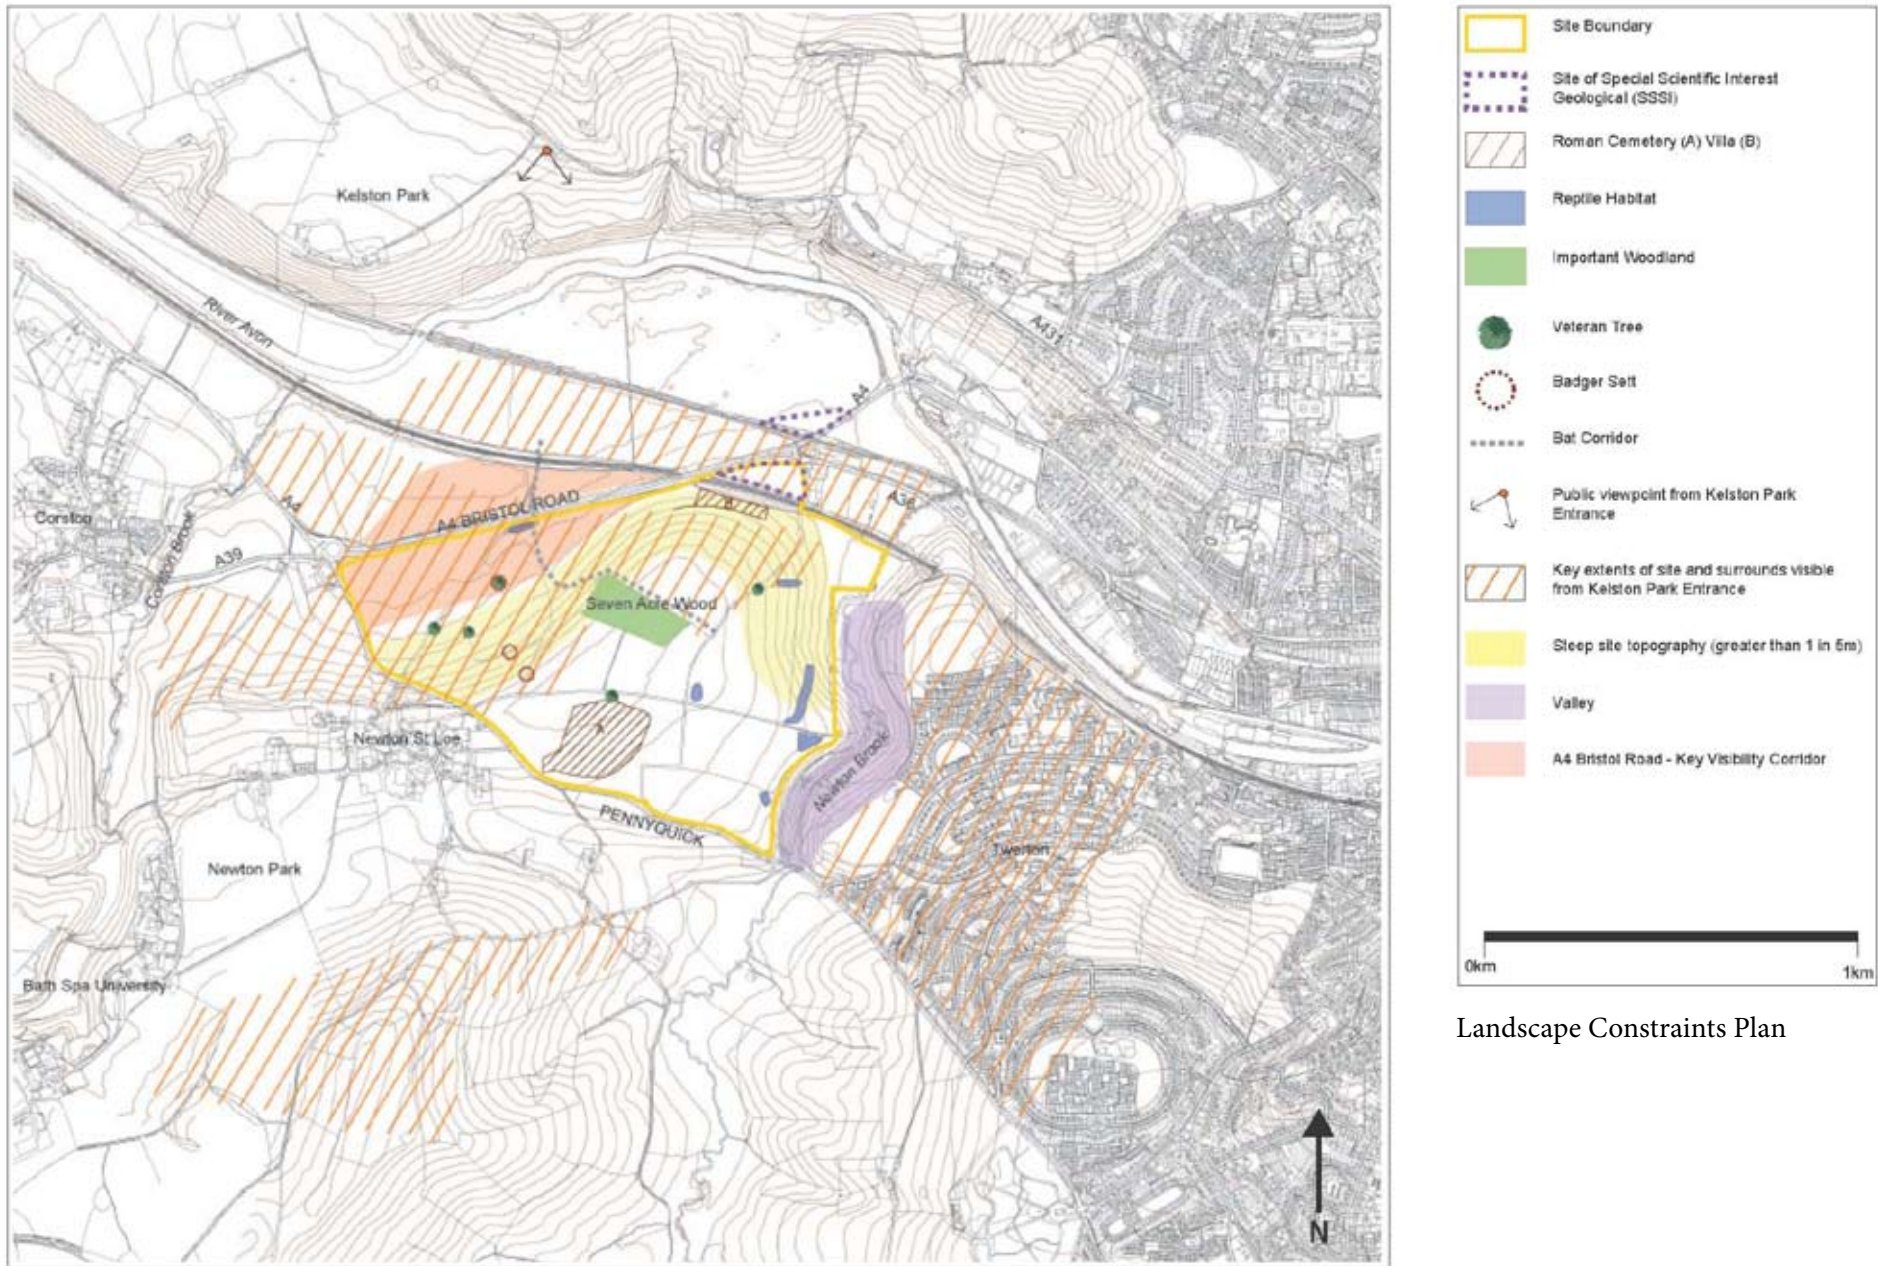 Kelston Park
River Avon
A431
A4
Corston
Corston Brook
A4
A39
A4 BRISTOL ROAD
B
A36
Seven Acre Wood
A
Newton St Loe
Newton Brook
PENNYQUICK
Twerton
Newton Park
Bath Spa University
N
Site Boundary
Site of Special Scientific Interest
Geological (SSSI)
Roman Cemetery (A) Villa (B)
Reptile Habitat
Important Woodland
Veteran Tree
Badger Sett
Bat Corridor
Public viewpoint from Kelston Park
Entrance
Key extents of site and surrounds visible
from Kelston Park Entrance
Steep site topography (greater than 1 in 5m)
Valley
A4 Bristol Road - Key Visibility Corridor
0km
1km
Landscape Constraints Plan